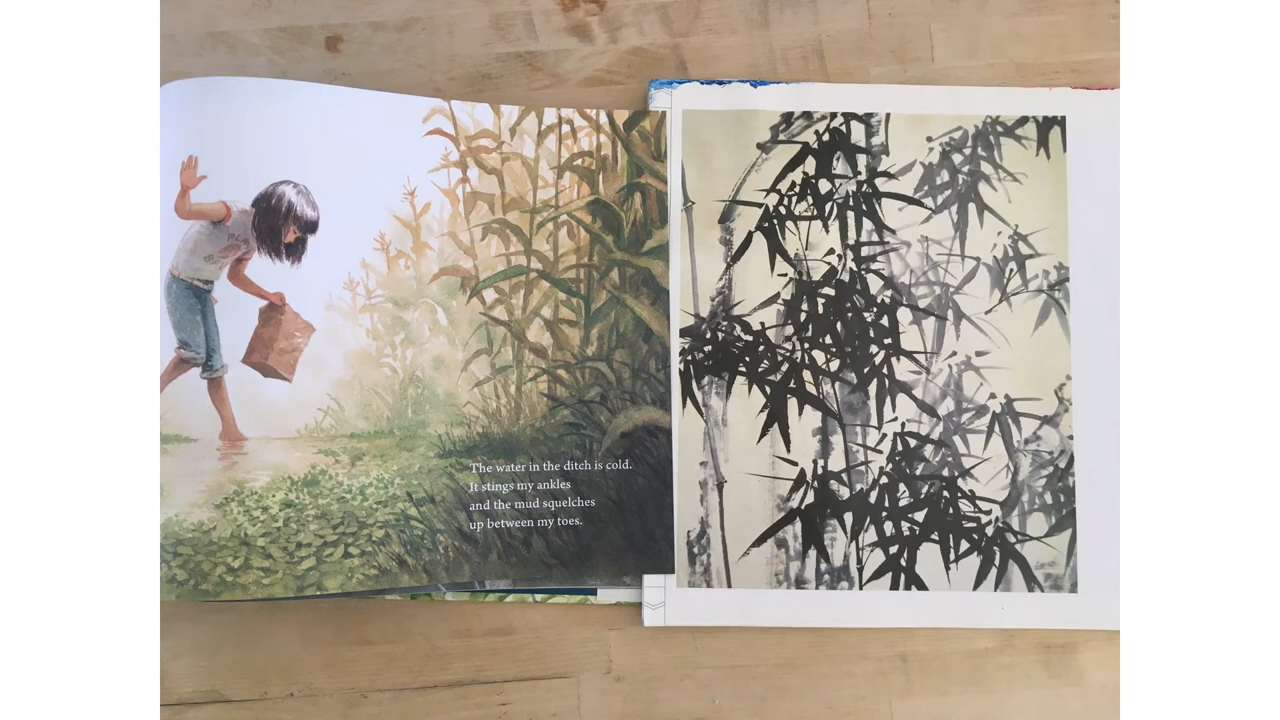 The water in the ditch is cold.
It stings my ankles
and the mud squelches
up between my toes.